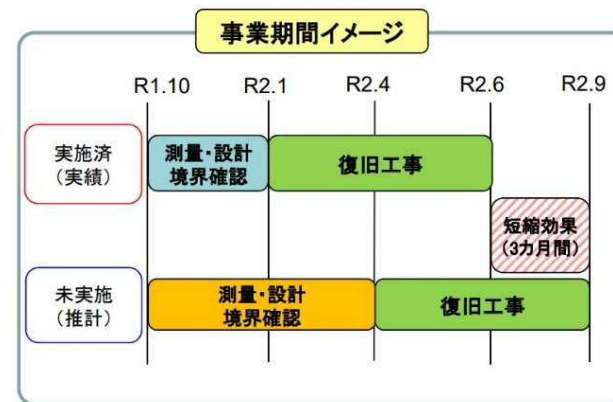 事業期間イメージ
R1.10 R2.1 R2.4 R2.6 R2.9
実施済
(実績)
測量・設計
境界確認
復旧工事
短縮効果
(3カ月間)
未実施
(推計)
測量・設計
境界確認
復旧工事